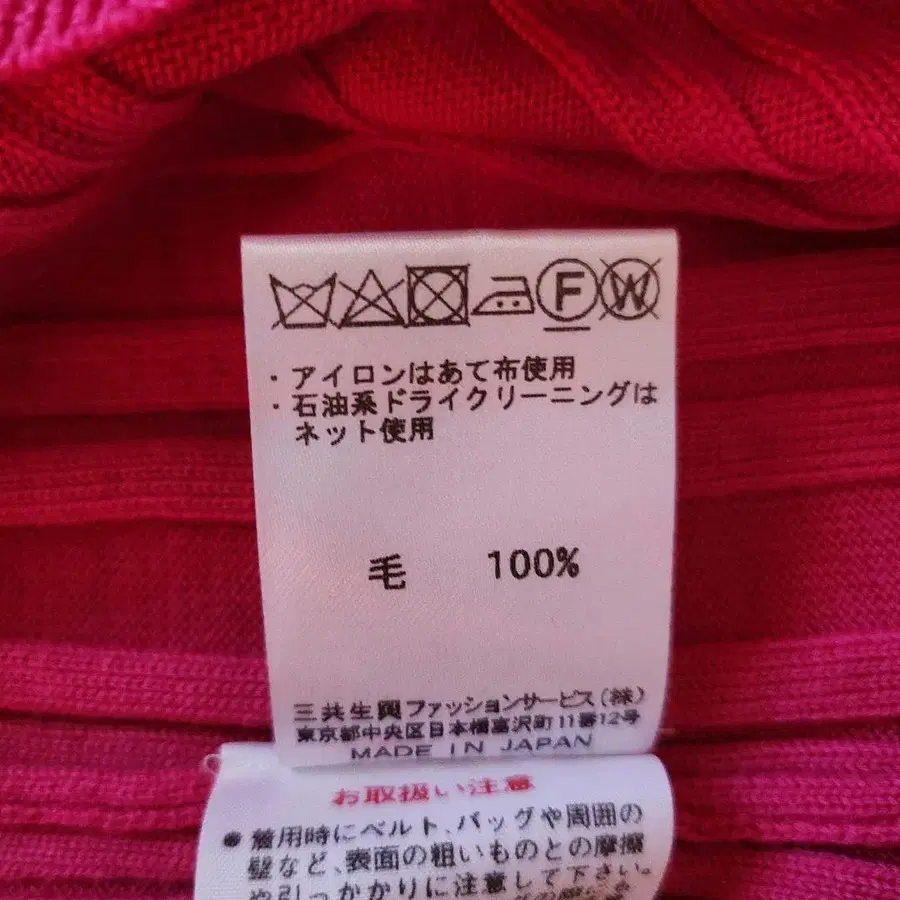 F W
・アイロンはあて布使用
・石油系ドライクリーニングは
ネット使用
毛 100%
三共生興ファッションサービス(株)
東京都中央区日本橋富沢町11番12号
MADE IN JAPAN
お取扱い注意
●着用時にベルト、バッグや周囲の
壁など、表面の粗いものとの摩擦
や引っかかりに注意して下さい。